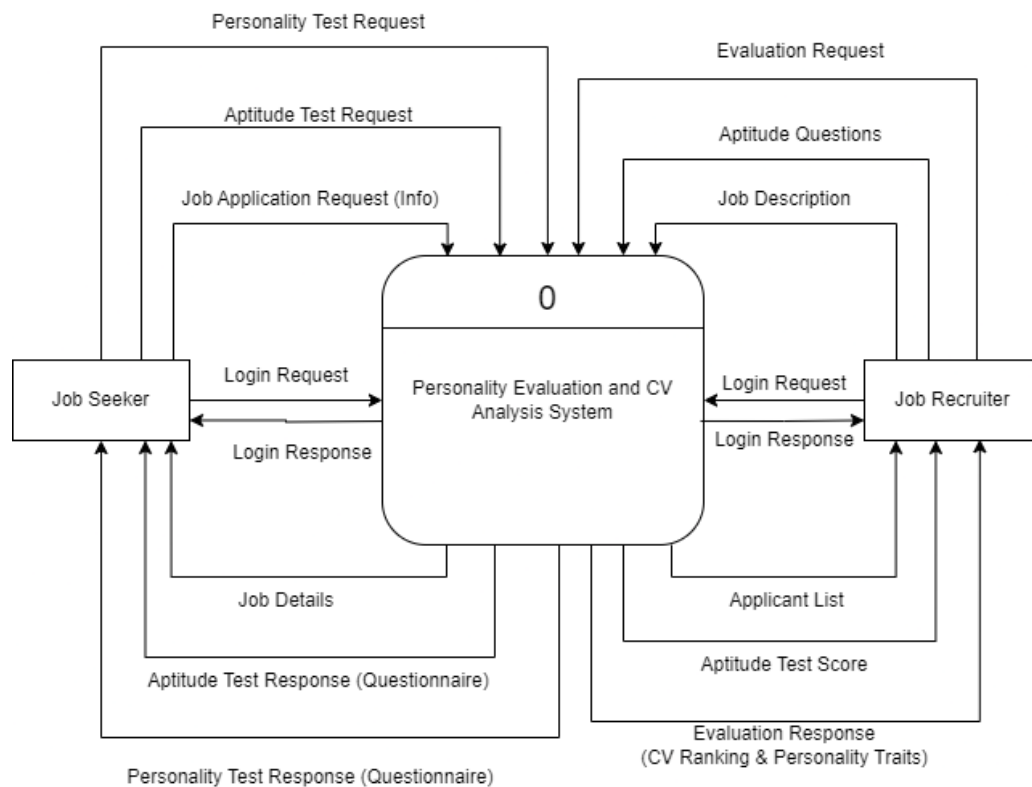 Personality Test Request
Evaluation Request
Aptitude Test Request
Aptitude Questions
Job Application Request (Info)
Job Description
0
Job Seeker
Login Request
Personality Evaluation and CV
Analysis System
Login Request
Job Recruiter
Login Response
Login Response
Job Details
Applicant List
Aptitude Test Response (Questionnaire)
Aptitude Test Score
Evaluation Response
(CV Ranking & Personality Traits)
Personality Test Response (Questionnaire)